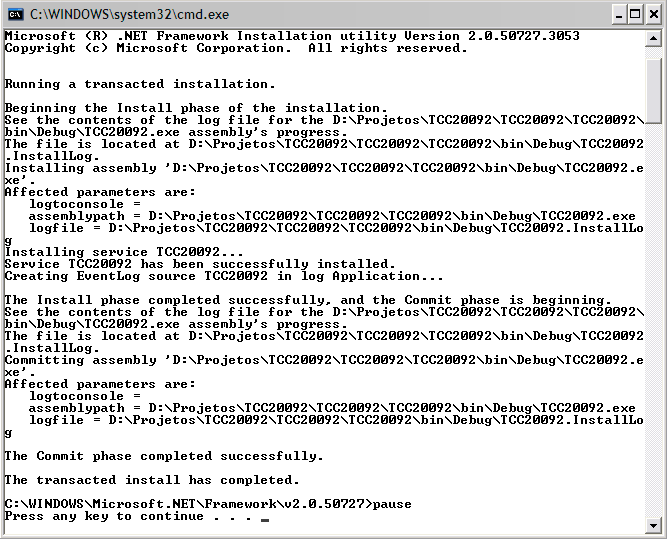 C:\WINDOWS\system32\cmd.exe
Microsoft (R) .NET Framework Installation utility Version 2.0.50727.3053
Copyright (c) Microsoft Corporation.  All rights reserved.
Running a transacted installation.
Beginning the Install phase of the installation.
See the contents of the log file for the D:\Projetos\TCC20092\TCC20092\TCC20092\
bin\Debug\TCC20092.exe assembly's progress.
The file is located at D:\Projetos\TCC20092\TCC20092\TCC20092\bin\Debug\TCC20092
.InstallLog.
Installing assembly 'D:\Projetos\TCC20092\TCC20092\TCC20092\bin\Debug\TCC20092.e
xe'.
Affected parameters are:
   logtoconsole =
   assemblypath = D:\Projetos\TCC20092\TCC20092\TCC20092\bin\Debug\TCC20092.exe
   logfile = D:\Projetos\TCC20092\TCC20092\TCC20092\bin\Debug\TCC20092.InstallLo
g
Installing service TCC20092...
Service TCC20092 has been successfully installed.
Creating EventLog source TCC20092 in log Application...
The Install phase completed successfully, and the Commit phase is beginning.
See the contents of the log file for the D:\Projetos\TCC20092\TCC20092\TCC20092\
bin\Debug\TCC20092.exe assembly's progress.
The file is located at D:\Projetos\TCC20092\TCC20092\TCC20092\bin\Debug\TCC20092
.InstallLog.
Committing assembly 'D:\Projetos\TCC20092\TCC20092\TCC20092\bin\Debug\TCC20092.e
xe'.
Affected parameters are:
   logtoconsole =
   assemblypath = D:\Projetos\TCC20092\TCC20092\TCC20092\bin\Debug\TCC20092.exe
   logfile = D:\Projetos\TCC20092\TCC20092\TCC20092\bin\Debug\TCC20092.InstallLo
g
The Commit phase completed successfully.
The transacted install has completed.
C:\WINDOWS\Microsoft.NET\Framework\v2.0.50727>pause
Press any key to continue . . . _